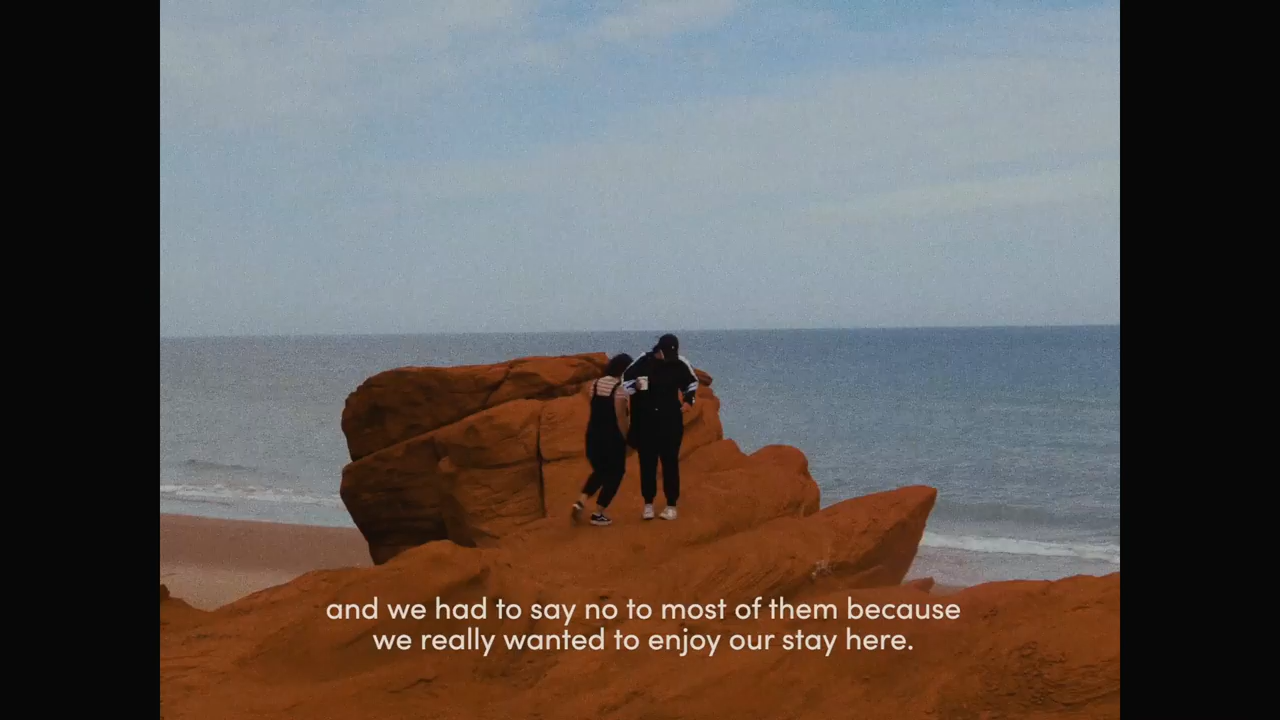 and we had to say no to most of them because
we really wanted to enjoy our stay here.